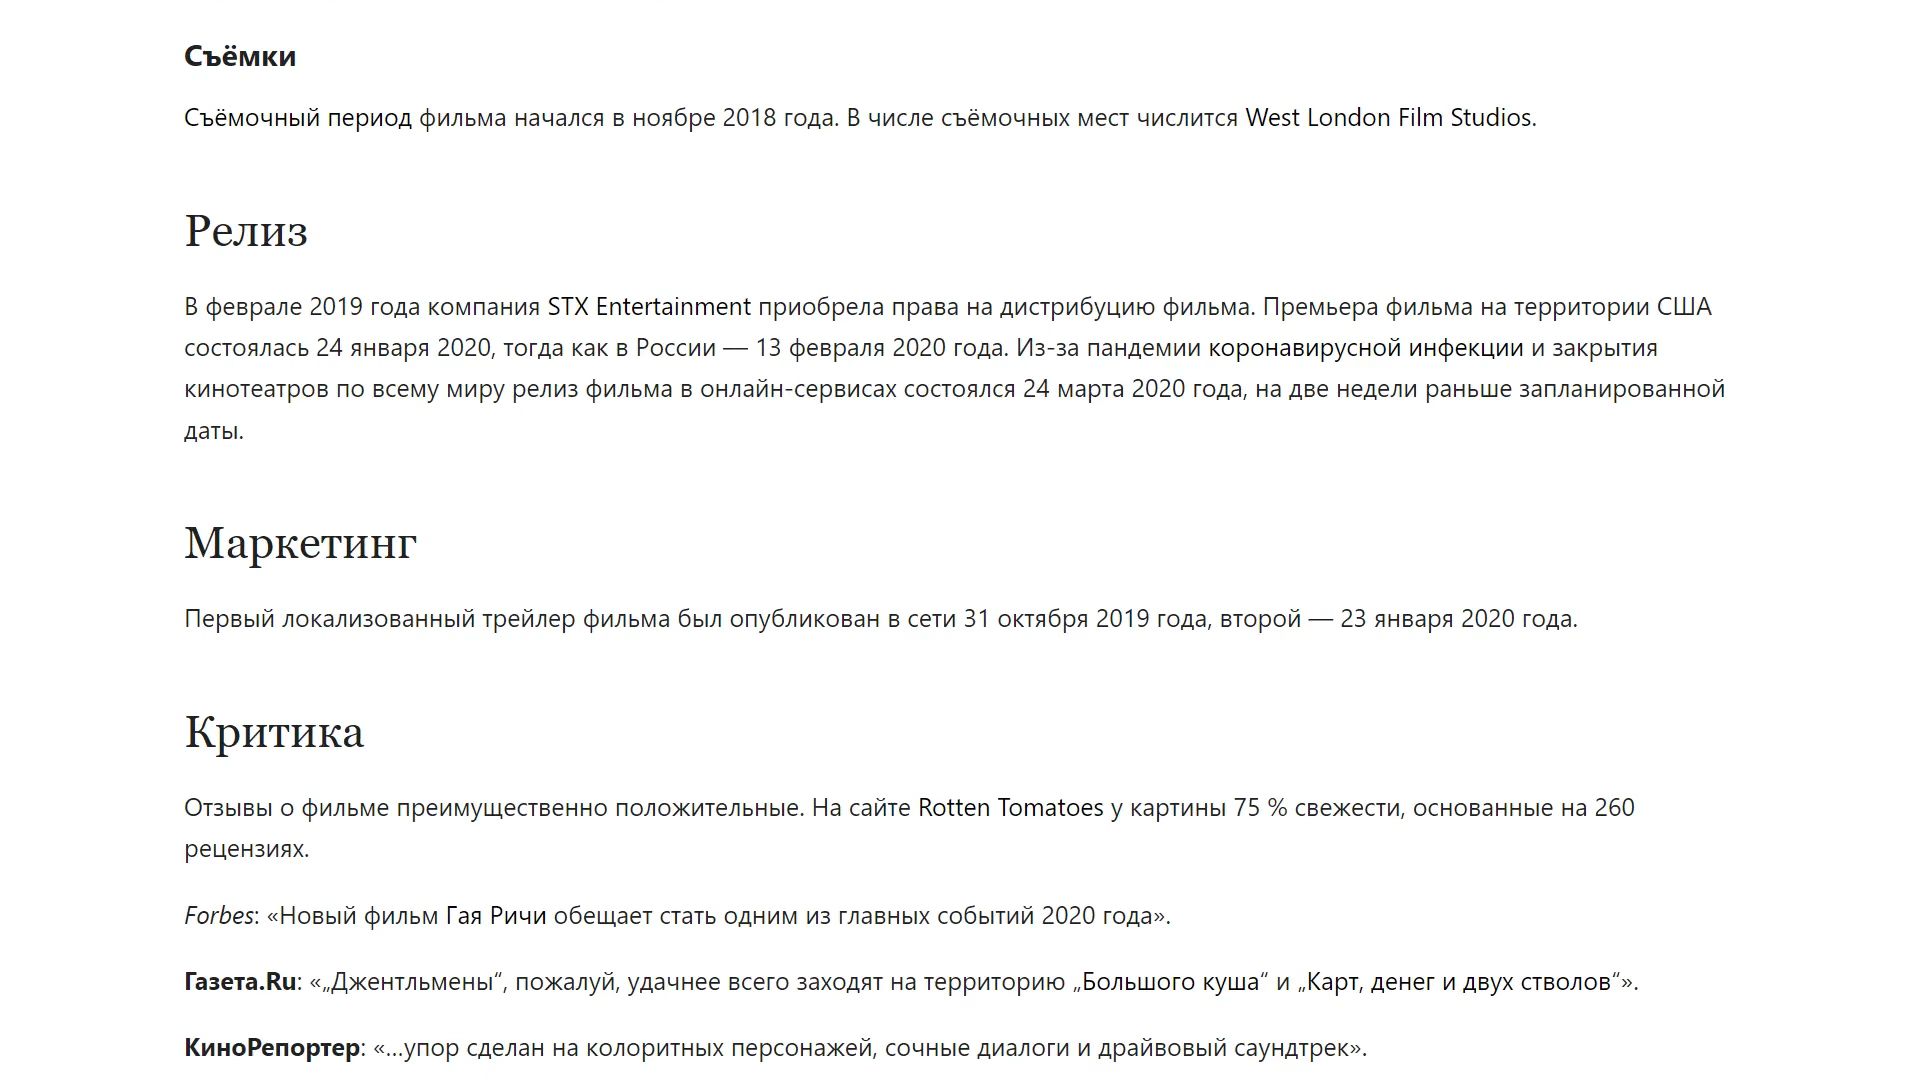 Съёмки
Съёмочный период фильма начался в ноябре 2018 года. В числе съёмочных мест числится West London Film Studios.
Релиз
В феврале 2019 года компания STX Entertainment приобрела права на дистрибуцию фильма. Премьера фильма на территории США
состоялась 24 января 2020, тогда как в России — 13 февраля 2020 года. Из-за пандемии коронавирусной инфекции и закрытия
кинотеатров по всему миру релиз фильма в онлайн-сервисах состоялся 24 марта 2020 года, на две недели раньше запланированной
даты.
Маркетинг
Первый локализованный трейлер фильма был опубликован в сети 31 октября 2019 года, второй — 23 января 2020 года.
Критика
Отзывы о фильме преимущественно положительные. На сайте Rotten Tomatoes у картины 75 % свежести, основанные на 260
рецензиях.
Forbes: «Новый фильм Гая Ричи обещает стать одним из главных событий 2020 года».
Газета.Ru: «„Джентльмены“, пожалуй, удачнее всего заходят на территорию „Большого куша“ и „Карт, денег и двух стволов“».
КиноРепортер: «...упор сделан на колоритных персонажей, сочные диалоги и драйвовый саундтрек».